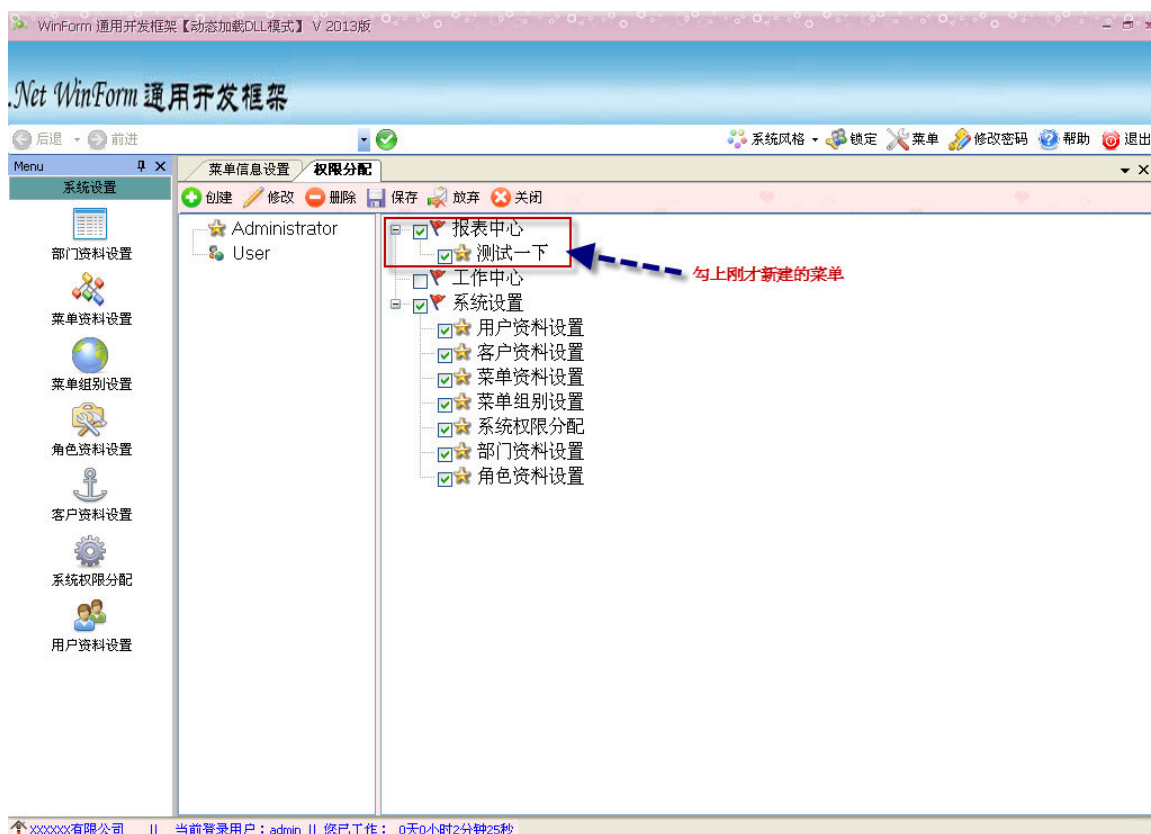 WinForm 通用开发框架【动态加载DLL模式】 V 2013版
.Net WinForm 通用开发框架
后退 前进 系统风格 锁定 菜单 修改密码 帮助 退出
Menu
系统设置
部门资料设置
菜单资料设置
菜单组别设置
角色资料设置
客户资料设置
系统权限分配
用户资料设置
菜单信息设置 权限分配
创建 修改 删除 保存 放弃 关闭
Administrator
User
报表中心
测试一下
工作中心
系统设置
用户资料设置
客户资料设置
菜单资料设置
菜单组别设置
系统权限分配
部门资料设置
角色资料设置
勾上刚才新建的菜单
xxxxxx有限公司 || 当前登录用户：admin || 您已工作： 0天0小时2分钟25秒